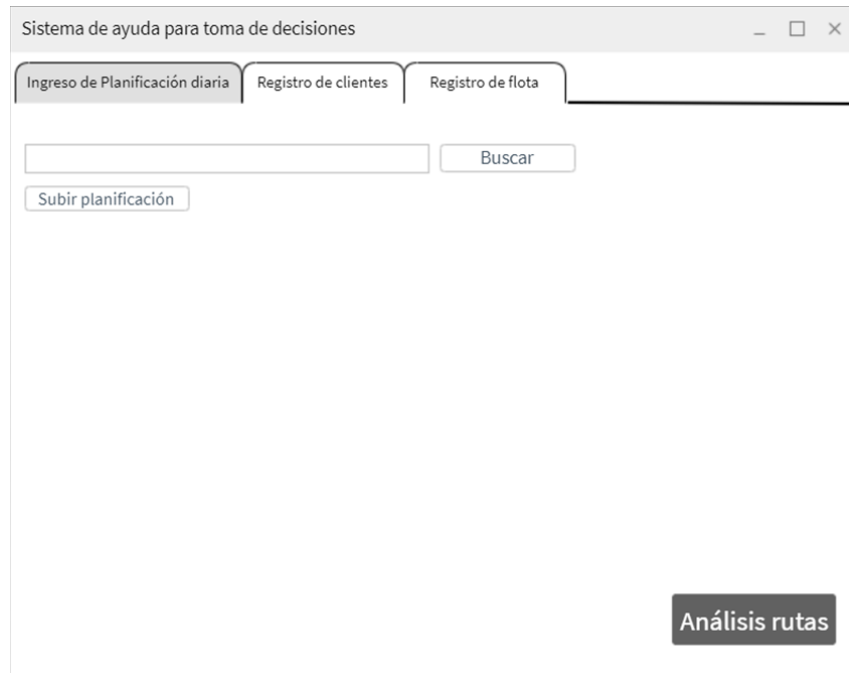 Sistema de ayuda para toma de decisiones
Ingreso de Planificación diaria Registro de clientes Registro de flota
Buscar
Subir planificación
Análisis rutas